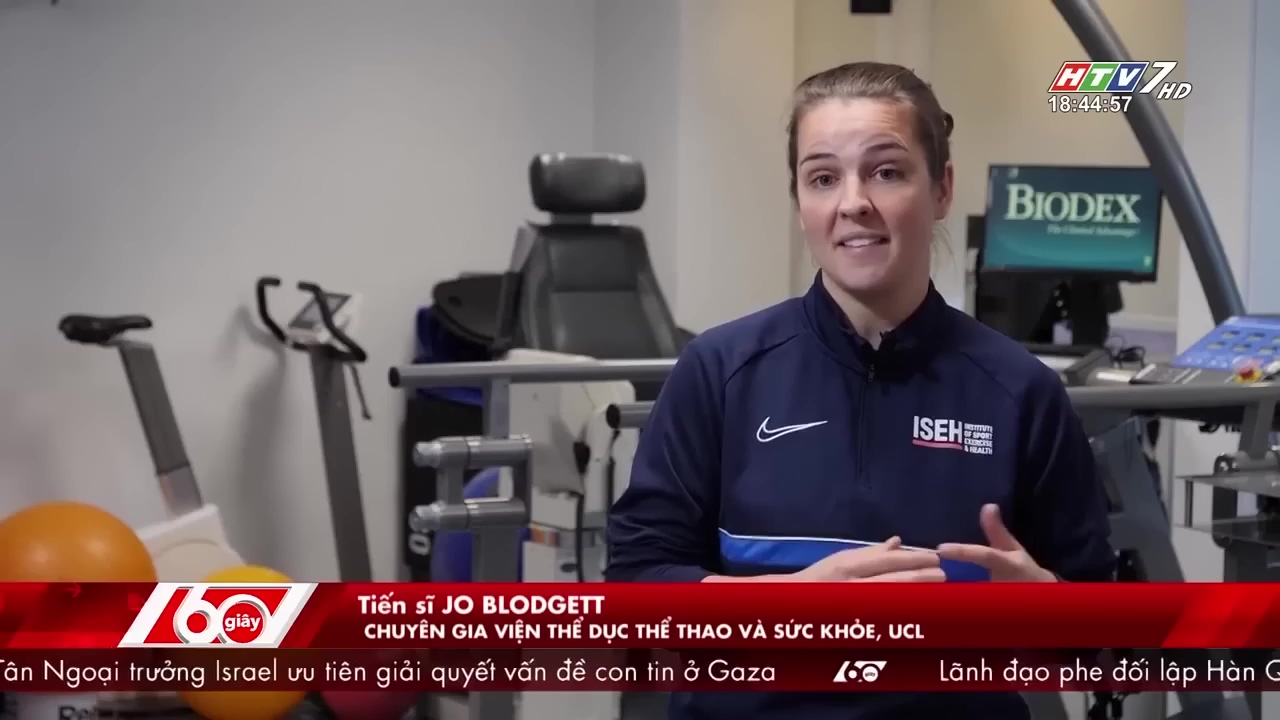 HTV7 HD
18:44:57
BIODEX
ISEH INSTITUTE
OF SPORT
EXERCISE
& HEALTH
60 giây
Tiến sĩ JO BLODGETT
CHUYÊN GIA VIỆN THỂ DỤC THỂ THAO VÀ SỨC KHỎE, UCL
Tân Ngoại trưởng Israel ưu tiên giải quyết vấn đề con tin ở Gaza 60 giây Lãnh đạo phe đối lập Hàn